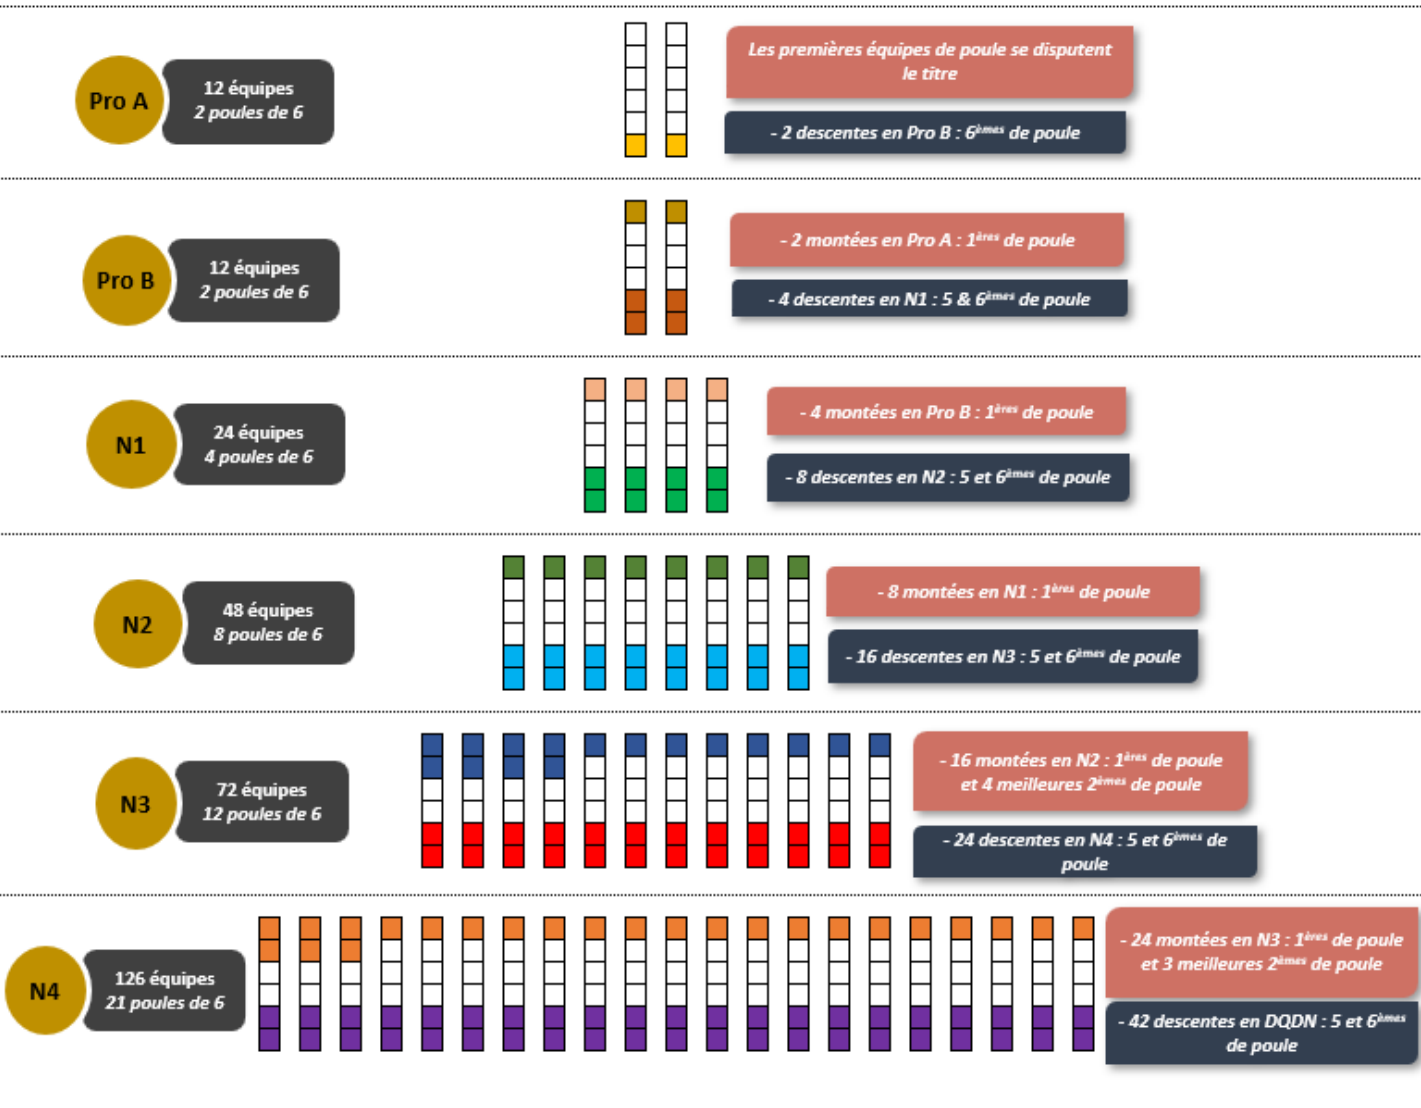 Pro A
12 équipes
2 poules de 6
Les premières équipes de poule se disputent
le titre
- 2 descentes en Pro B : 6èmes de poule
Pro B
12 équipes
2 poules de 6
- 2 montées en Pro A : 1ères de poule
- 4 descentes en N1 : 5 & 6èmes de poule
N1
24 équipes
4 poules de 6
- 4 montées en Pro B : 1ères de poule
- 8 descentes en N2 : 5 et 6èmes de poule
N2
48 équipes
8 poules de 6
- 8 montées en N1 : 1ères de poule
- 16 descentes en N3 : 5 et 6èmes de poule
N3
72 équipes
12 poules de 6
- 16 montées en N2 : 1ères de poule
et 4 meilleures 2èmes de poule
- 24 descentes en N4 : 5 et 6èmes de
poule
N4
126 équipes
21 poules de 6
- 24 montées en N3 : 1ères de poule
et 3 meilleures 2èmes de poule
- 42 descentes en DQDN : 5 et 6èmes
de poule